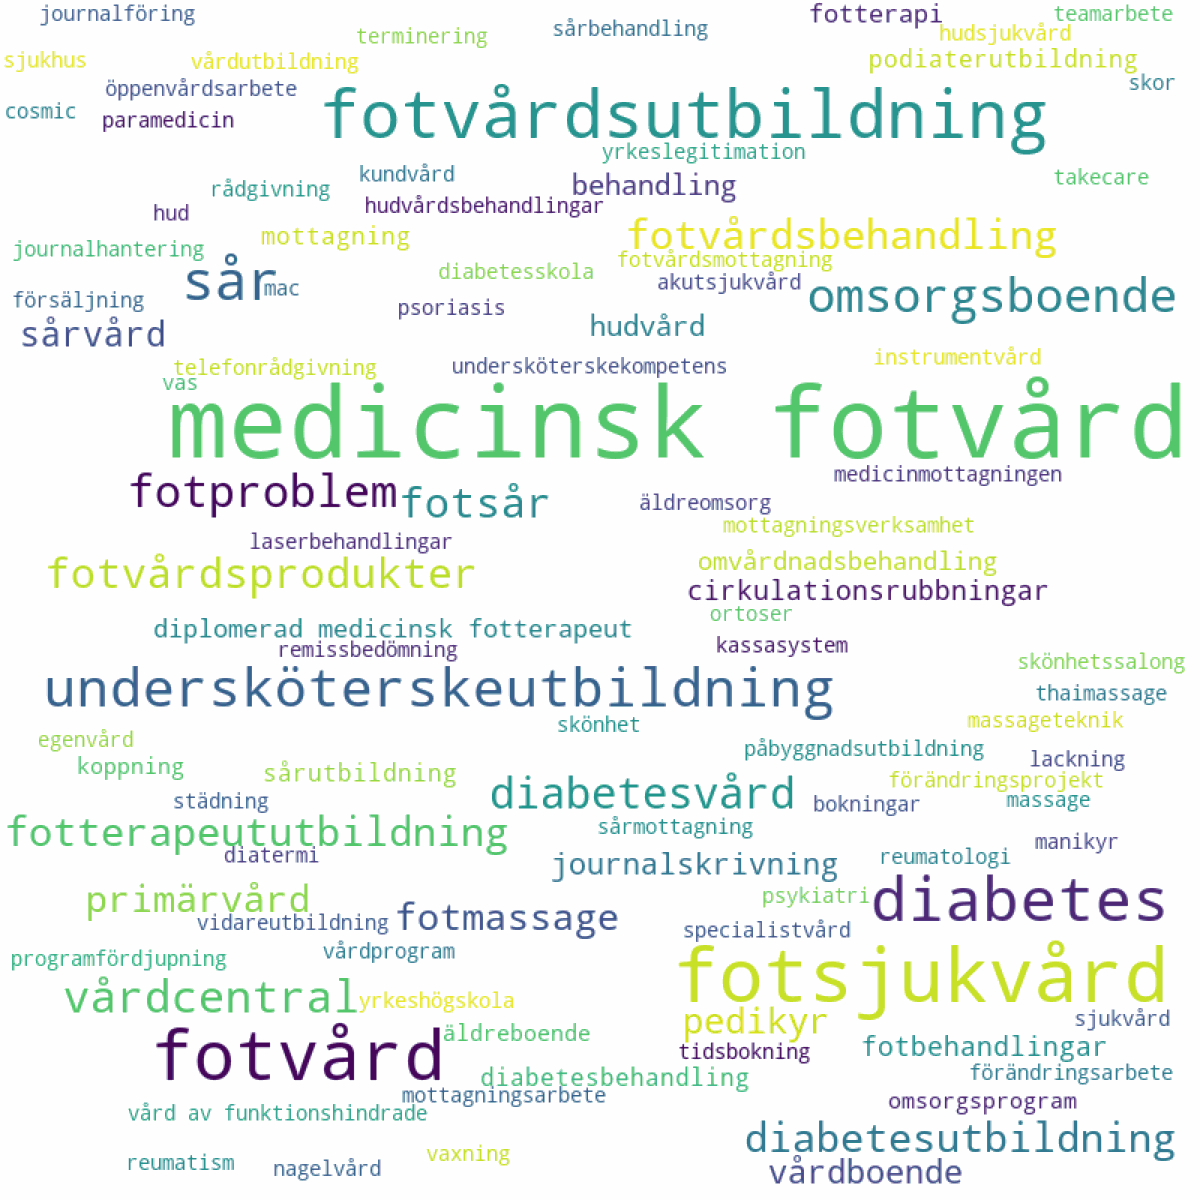 journalföring
fotterapi
teamarbete
sårbehandling
terminering
hudsjukvård
sjukhus
vårdutbildning
podiaterutbildning
öppenvårdsarbete
skor
cosmic
paramedicin
fotvårdsutbildning
yrkeslegitimation
kundvård
rådgivning
behandling
takecare
hud
hudvårdsbehandlingar
journalhantering
mottagning
fotvårdsbehandling
fotvårdsmottagning
sår
mac
diabetesskola
akutsjukvård
omsorgsboende
försäljning
psoriasis
sårvård
hudvård
telefonrådgivning
undersköterskekompetens
instrumentvård
vas
medicinsk fotvård
medicinmottagningen
fotproblem
fotsår
äldreomsorg
mottagningsverksamhet
laserbehandlingar
fotvårdsprodukter
omvårdnadsbehandling
cirkulationsrubbningar
ortoser
diplomerad medicinsk fotterapeut
remissbedömning
kassasystem
skönhetssalong
undersköterskeutbildning
thaimassage
skönhet
massageteknik
egenvård
påbyggnadsutbildning
lackning
koppning
sårutbildning
förändringsprojekt
städning
diabetesvård
bokningar
massage
fotterapeututbildning
sårmottagning
manikyr
diatermi
journalskrivning
reumatologi
primärvård
psykiatri
diabetes
vidareutbildning
fotmassage
specialistvård
programfördjupning
vårdprogram
fotsjukvård
vårdcentral
yrkeshögskola
pedikyr
sjukvård
fotvård
äldreboende
tidsbokning
fotbehandlingar
diabetesbehandling
förändringsarbete
mottagningsarbete
omsorgsprogram
vård av funktionshindrade
diabetesutbildning
reumatism
nagelvård
vaxning
vårdboende